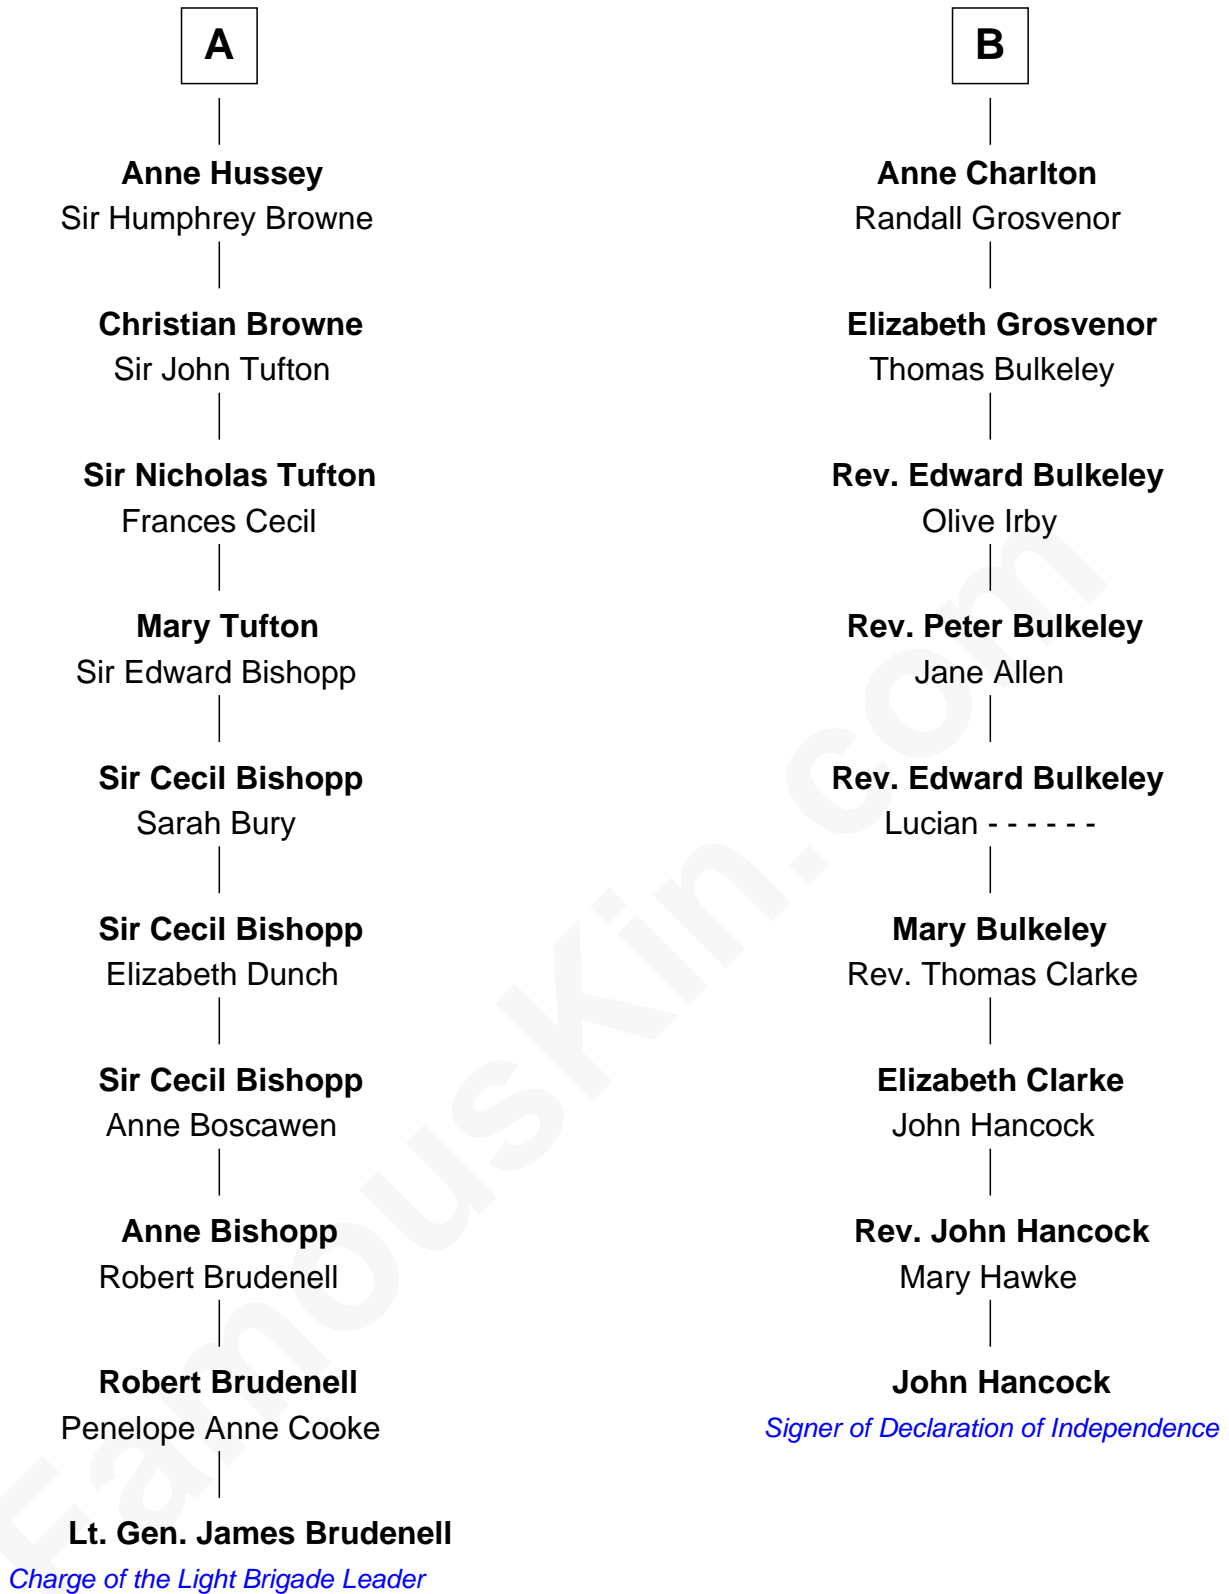 A
Anne Hussey
Sir Humphrey Browne
Christian Browne
Sir John Tufton
Sir Nicholas Tufton
Frances Cecil
Mary Tufton
Sir Edward Bishopp
Sir Cecil Bishopp
Sarah Bury
Sir Cecil Bishopp
Elizabeth Dunch
Sir Cecil Bishopp
Anne Boscawen
Anne Bishopp
Robert Brudenell
Robert Brudenell
Penelope Anne Cooke
Lt. Gen. James Brudenell
Charge of the Light Brigade Leader
B
Anne Charlton
Randall Grosvenor
Elizabeth Grosvenor
Thomas Bulkeley
Rev. Edward Bulkeley
Olive Irby
Rev. Peter Bulkeley
Jane Allen
Rev. Edward Bulkeley
Lucian - - - - - -
Mary Bulkeley
Rev. Thomas Clarke
Elizabeth Clarke
John Hancock
Rev. John Hancock
Mary Hawke
John Hancock
Signer of Declaration of Independence
FamousKin.com